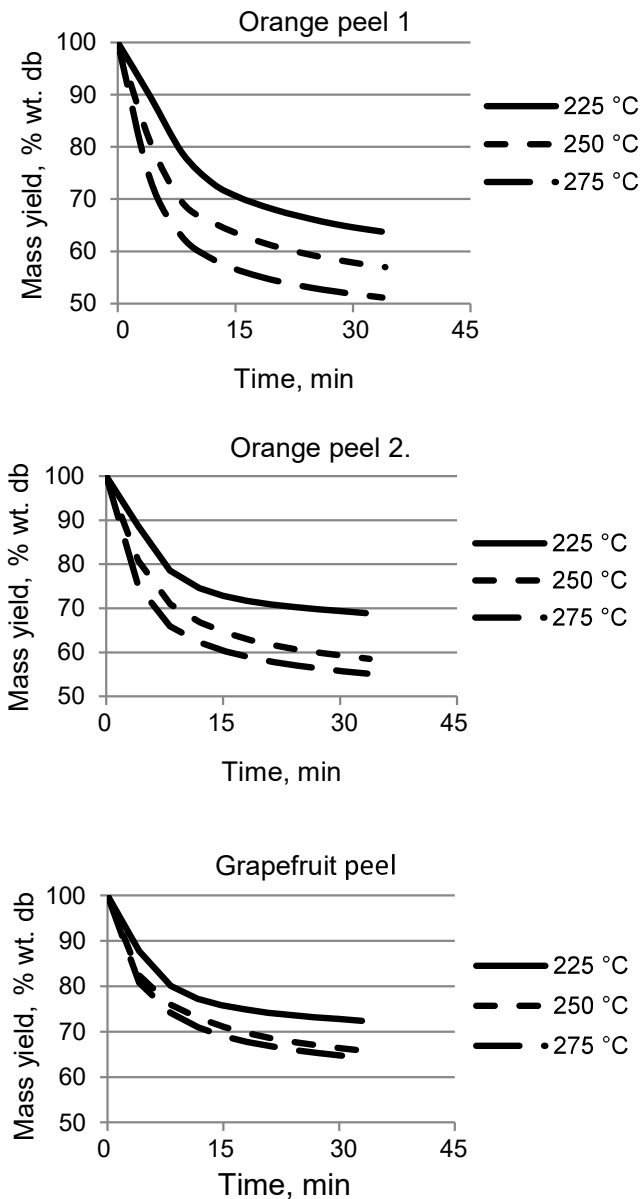 Orange peel 1
Mass yield, % wt. db
100
90
80
70
60
50
0 15 30 45
Time, min
225 °C
250 °C
275 °C
Orange peel 2.
Mass yield, % wt. db
100
90
80
70
60
50
0 15 30 45
Time, min
225 °C
250 °C
275 °C
Grapefruit peel
Mass yield, % wt. db
100
90
80
70
60
50
0 15 30 45
Time, min
225 °C
250 °C
275 °C